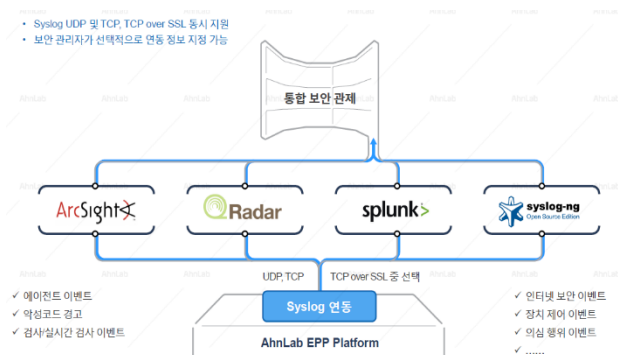 • Syslog UDP 및 TCP, TCP over SSL 동시 지원
• 보안 관리자가 선택적으로 연동 정보 지정 가능
통합 보안 관제
ArcSight
QRadar
splunk>
syslog-ng
Open Source Edition
UDP, TCP
TCP over SSL 중 선택
✓ 에이전트 이벤트
✓ 악성코드 경고
✓ 검사/실시간 검사 이벤트
Syslog 연동
AhnLab EPP Platform
✓ 인터넷 보안 이벤트
✓ 장치 제어 이벤트
✓ 의심 행위 이벤트
✓ ......
AhnLab